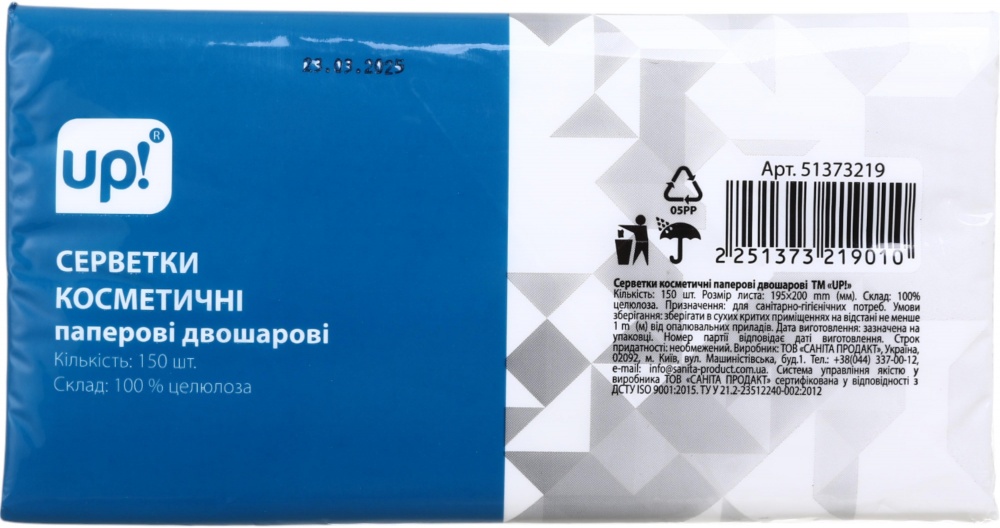 23.03.2025
up!®
СЕРВЕТКИ
КОСМЕТИЧНІ
паперові двошарові
Кількість: 150 шт.
Склад: 100 % целюлоза
Арт. 51373219
05PP
2 251373 219010
Серветки косметичні паперові двошарові ТМ «UP!»
Кількість: 150 шт. Розмір листа: 195×200 mm (мм). Склад: 100%
целюлоза. Призначення: для санітарно-гігієнічних потреб. Умови
зберігання: зберігати в сухих критих приміщеннях на відстані не менше
1 m (м) від опалювальних приладів. Дата виготовлення: зазначена на
упаковці. Номер партії відповідає даті виготовлення. Строк
придатності: необмежений. Виробник: ТОВ «САНІТА ПРОДАКТ», Україна,
02092, м. Київ, вул. Машиністівська, буд.1. Тел.: +38(044) 337-00-12,
e-mail: info@sanita-product.com.ua. Система управління якістю у
виробника ТОВ «САНІТА ПРОДАКТ» сертифікована у відповідності з
ДСТУ ISO 9001:2015. ТУ У 21.2-23512240-002:2012